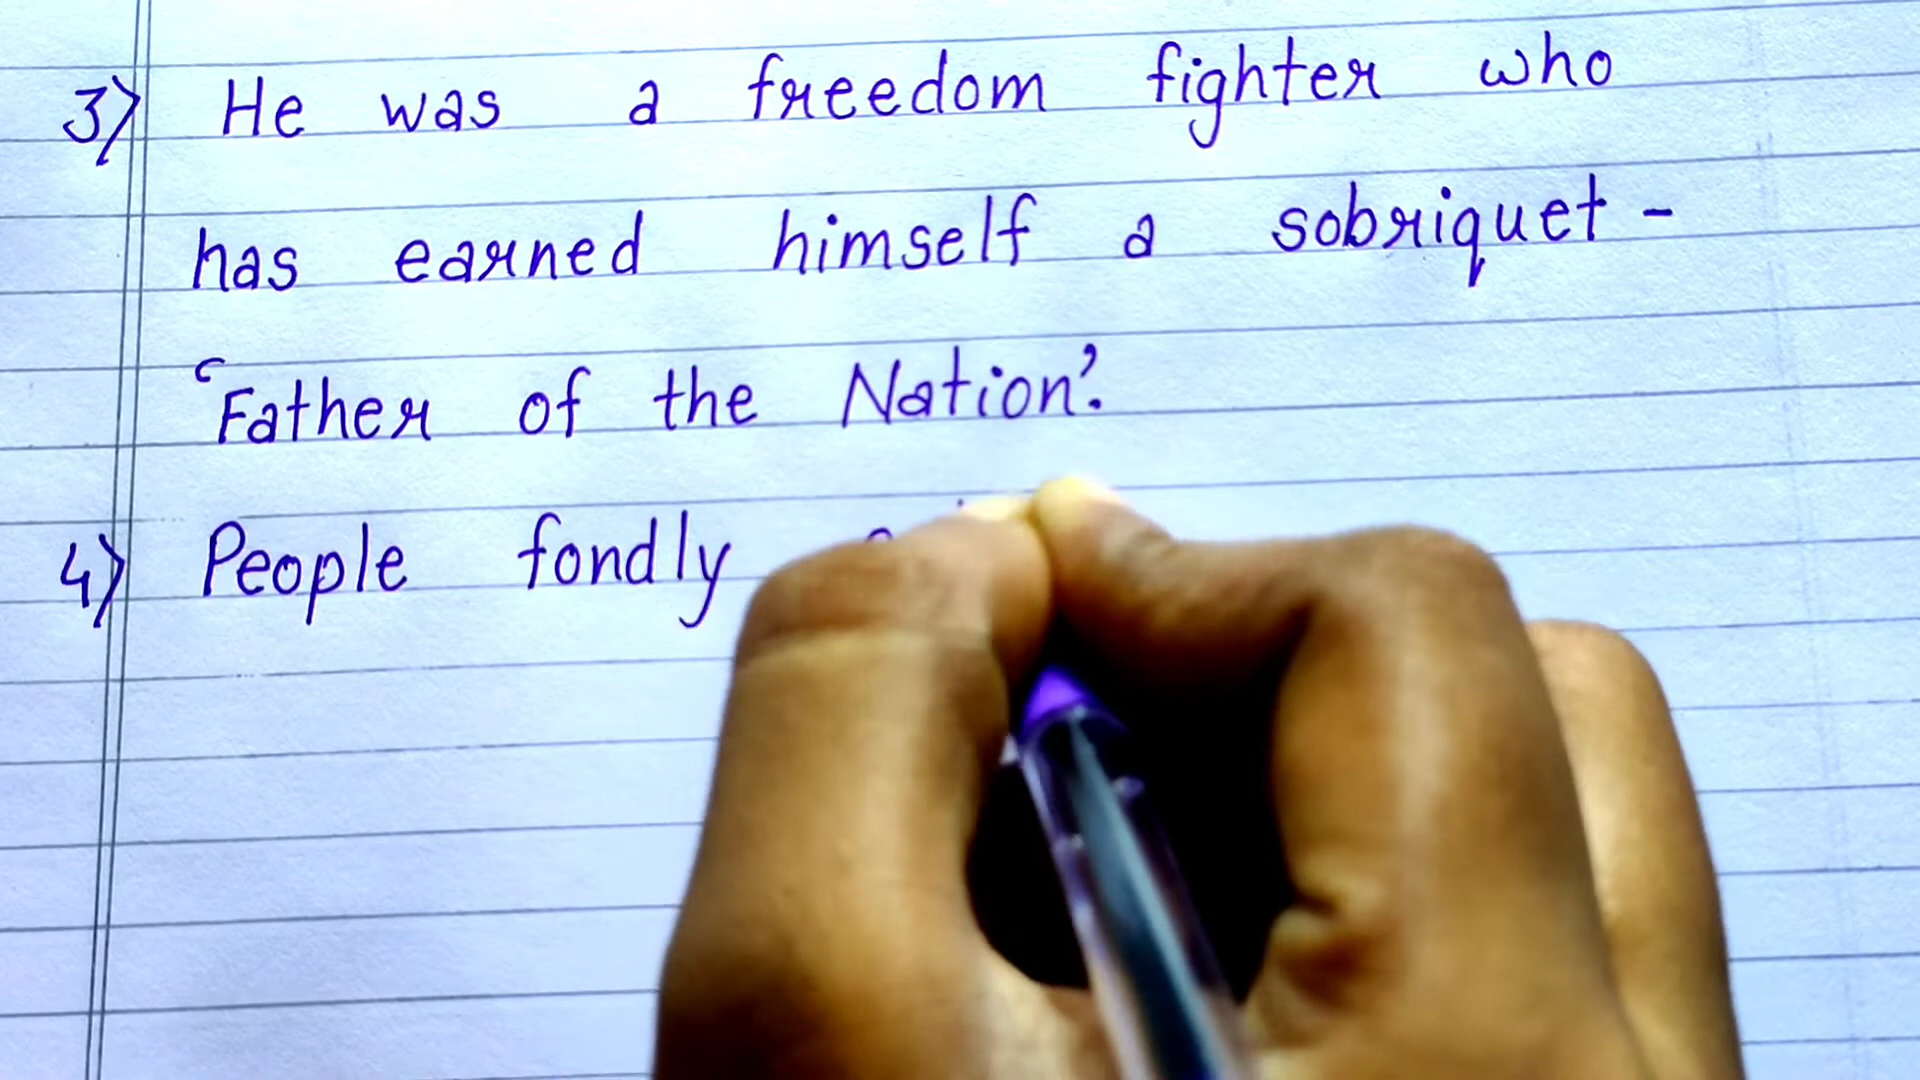 3) He was a freedom fighter who
has earned himself a sobriquet -
‘Father of the Nation’.
4) People fondly